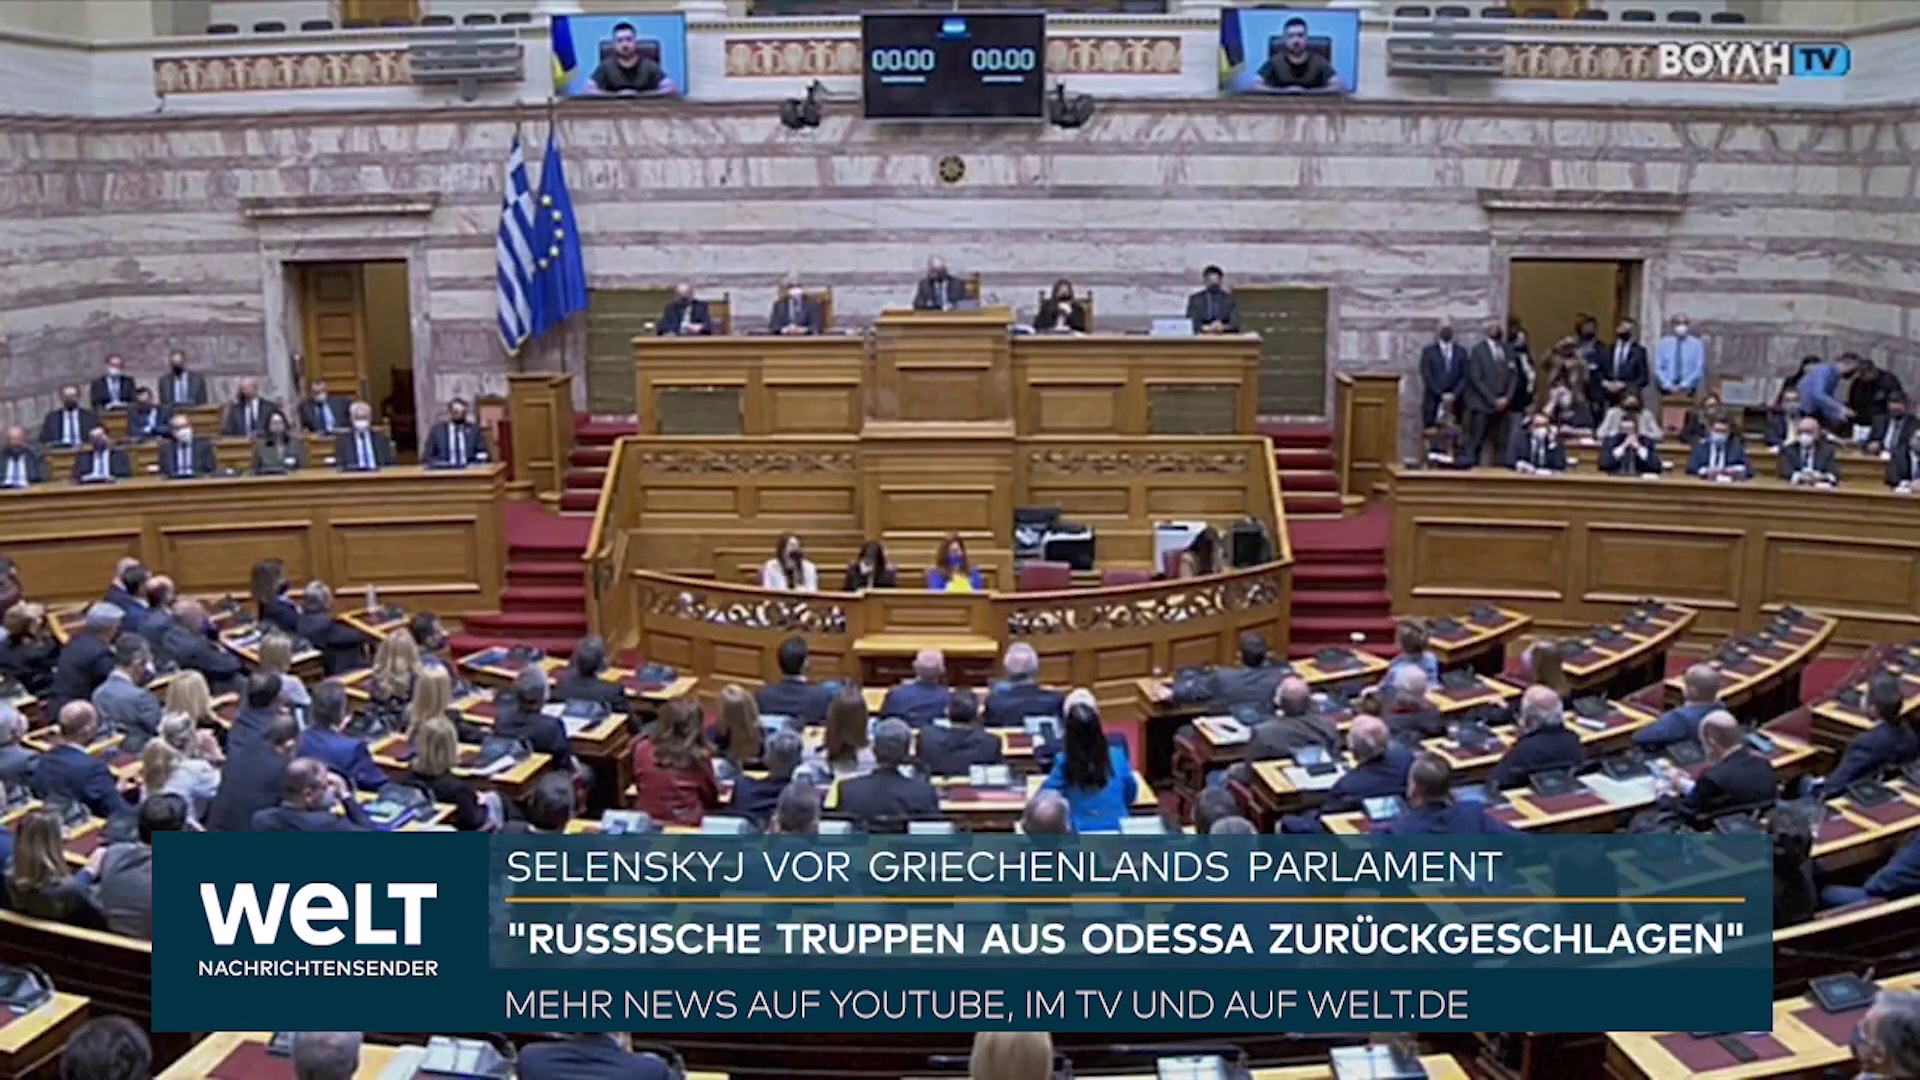 00:00 00:00
ΒΟΥΛΗ TV
WELT
NACHRICHTENSENDER
SELENSKYJ VOR GRIECHENLANDS PARLAMENT
"RUSSISCHE TRUPPEN AUS ODESSA ZURÜCKGESCHLAGEN"
MEHR NEWS AUF YOUTUBE, IM TV UND AUF WELT.DE